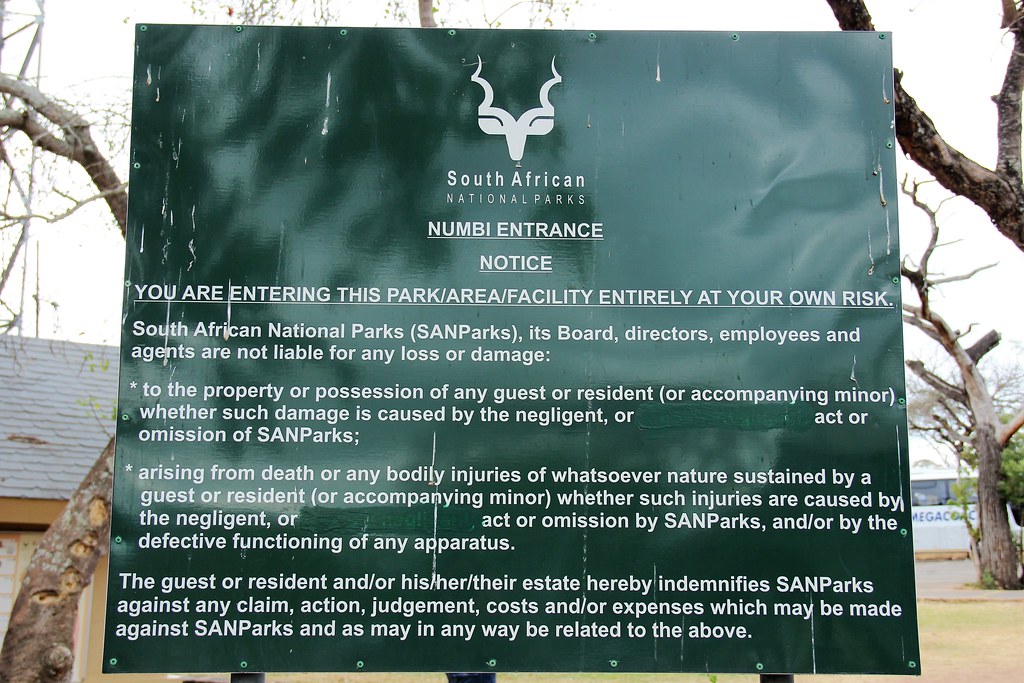 South African
NATIONAL PARKS
NUMBI ENTRANCE
NOTICE
YOU ARE ENTERING THIS PARK/AREA/FACILITY ENTIRELY AT YOUR OWN RISK.
South African National Parks (SANParks), its Board, directors, employees and
agents are not liable for any loss or damage:
* to the property or possession of any guest or resident (or accompanying minor)
whether such damage is caused by the negligent, or act or
omission of SANParks;
* arising from death or any bodily injuries of whatsoever nature sustained by a
guest or resident (or accompanying minor) whether such injuries are caused by
the negligent, or act or omission by SANParks, and/or by the
defective functioning of any apparatus.
The guest or resident and/or his/her/their estate hereby indemnifies SANParks
against any claim, action, judgement, costs and/or expenses which may be made
against SANParks and as may in any way be related to the above.